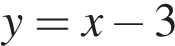 y = x − 3